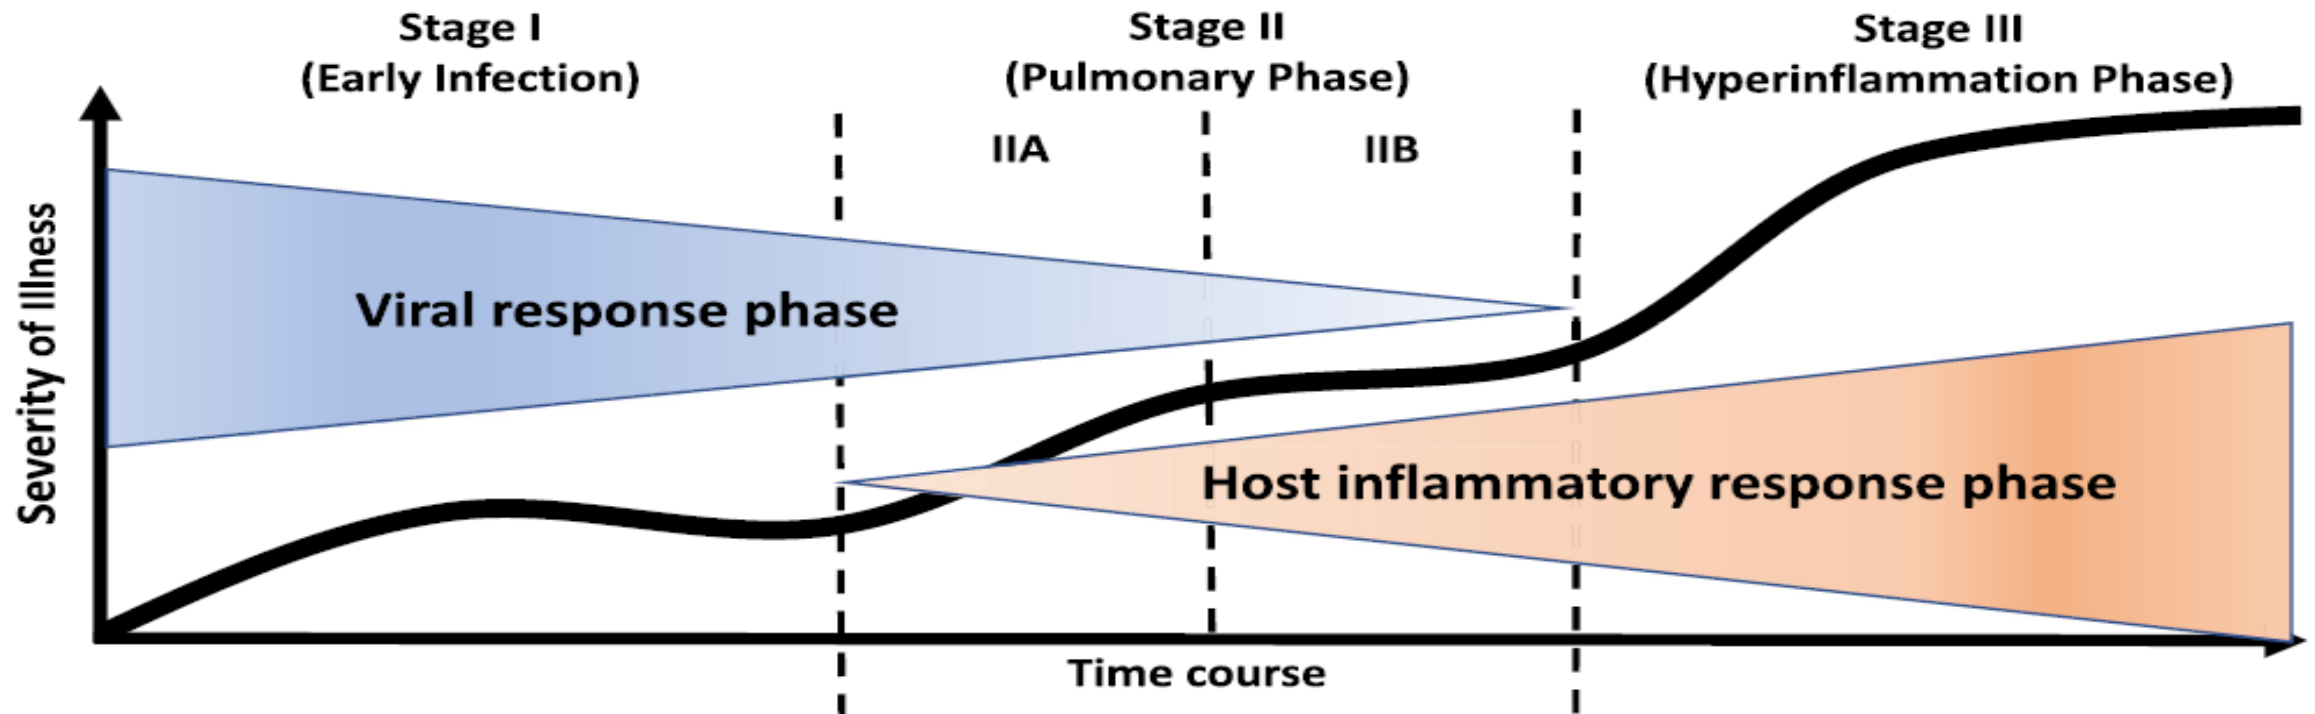 Stage I
(Early Infection)
Stage II
(Pulmonary Phase)
Stage III
(Hyperinflammation Phase)
IIA
IIB
Severity of Illness
Viral response phase
Host inflammatory response phase
Time course